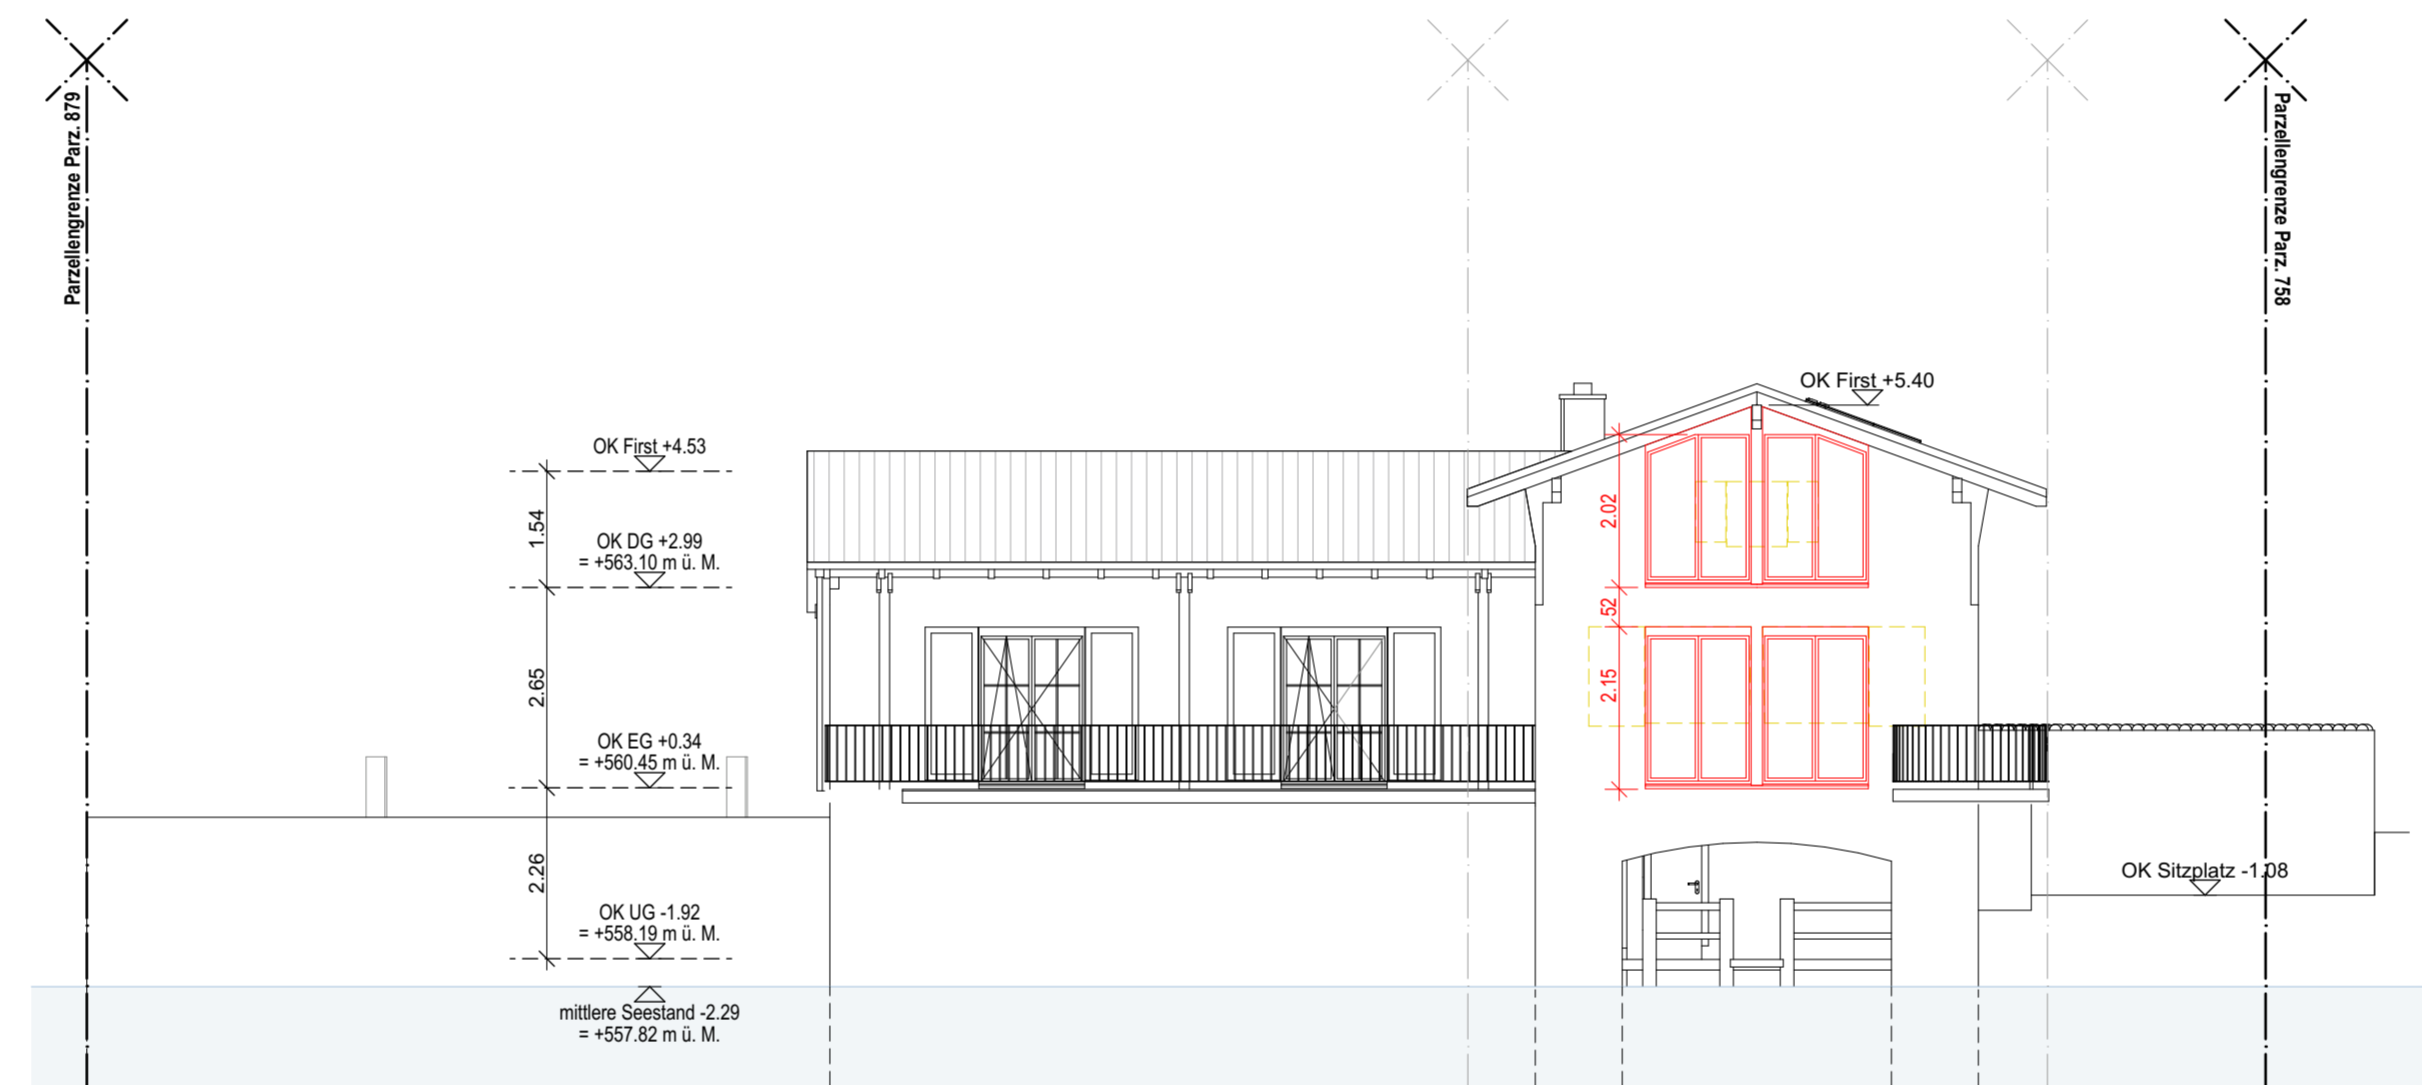 Parzellengrenze Parz. 879
Parzellengrenze Parz. 758
OK First +5.40
OK First +4.53
1.54
OK DG +2.99
= +563.10 m ü. M.
2.65
OK EG +0.34
= +560.45 m ü. M.
2.26
OK UG -1.92
= +558.19 m ü. M.
mittlere Seestand -2.29
= +557.82 m ü. M.
2.02
52
2.15
OK Sitzplatz -1.08